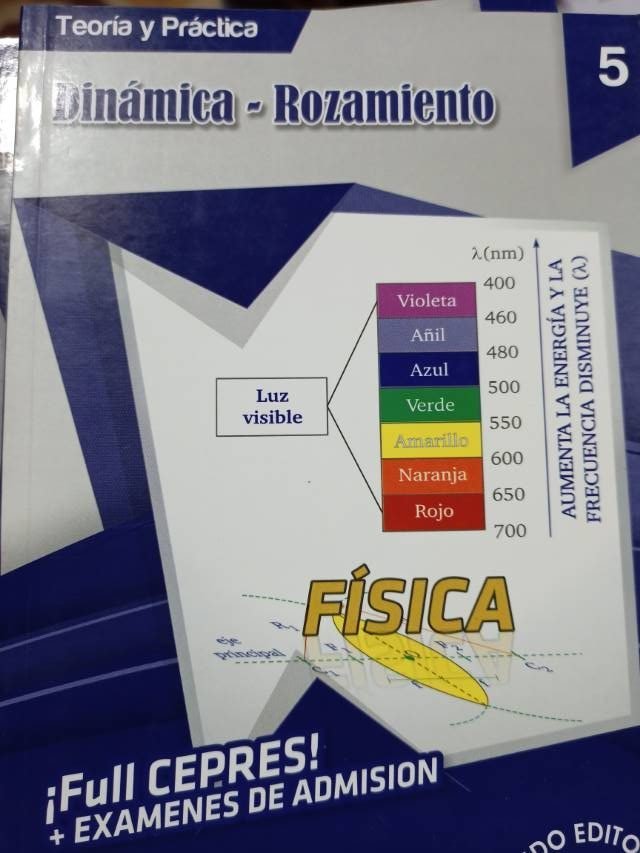 Teoría y Práctica
5
Dinámica - Rozamiento
λ(nm)
400
Violeta
460
Añil
480
Azul
500
Verde
550
Amarillo
600
Naranja
650
Rojo
700
Luz
visible
AUMENTA LA ENERGÍA Y LA
FRECUENCIA DISMINUYE (λ)
FÍSICA
eje
principal
¡Full CEPRES!
+ EXAMENES DE ADMISION